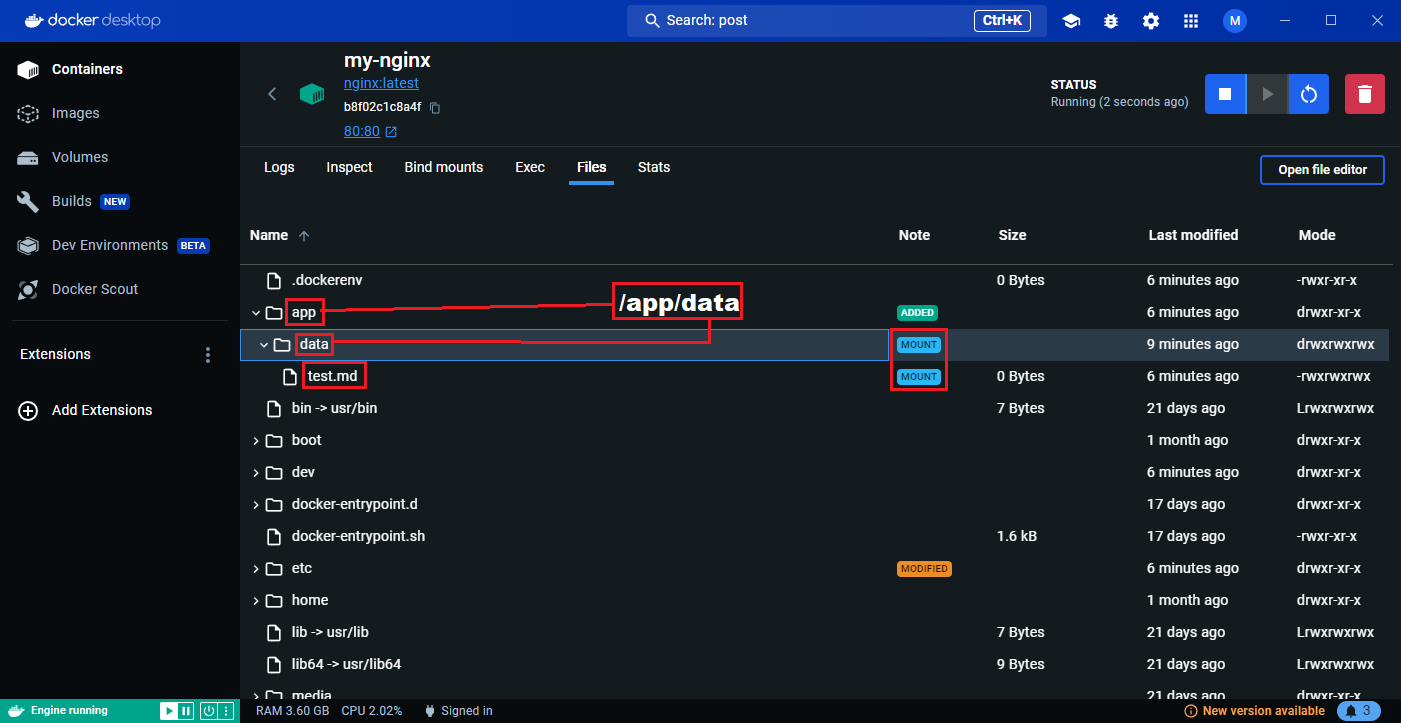 docker desktop
Search: post
Ctrl+K
M
Containers
Images
Volumes
Builds NEW
Dev Environments BETA
Docker Scout
Extensions
Add Extensions
my-nginx
nginx:latest
b8f02c1c8a4f
80:80
STATUS
Running (2 seconds ago)
Logs Inspect Bind mounts Exec Files Stats
Open file editor
Name Note Size Last modified Mode
.dockerenv 0 Bytes 6 minutes ago -rwxr-xr-x
app /app/data ADDED 6 minutes ago drwxr-xr-x
data MOUNT 9 minutes ago drwxrwxrwx
test.md MOUNT 0 Bytes 6 minutes ago -rwxrwxrwx
bin -> usr/bin 7 Bytes 21 days ago Lrwxrwxrwx
boot 1 month ago drwxr-xr-x
dev 6 minutes ago drwxr-xr-x
docker-entrypoint.d 17 days ago drwxr-xr-x
docker-entrypoint.sh 1.6 kB 17 days ago -rwxr-xr-x
etc MODIFIED 6 minutes ago drwxr-xr-x
home 1 month ago drwxr-xr-x
lib -> usr/lib 7 Bytes 21 days ago Lrwxrwxrwx
lib64 -> usr/lib64 9 Bytes 21 days ago Lrwxrwxrwx
media 21 days ago drwxr-xr-x
Engine running
RAM 3.60 GB CPU 2.02% Signed in
New version available 3